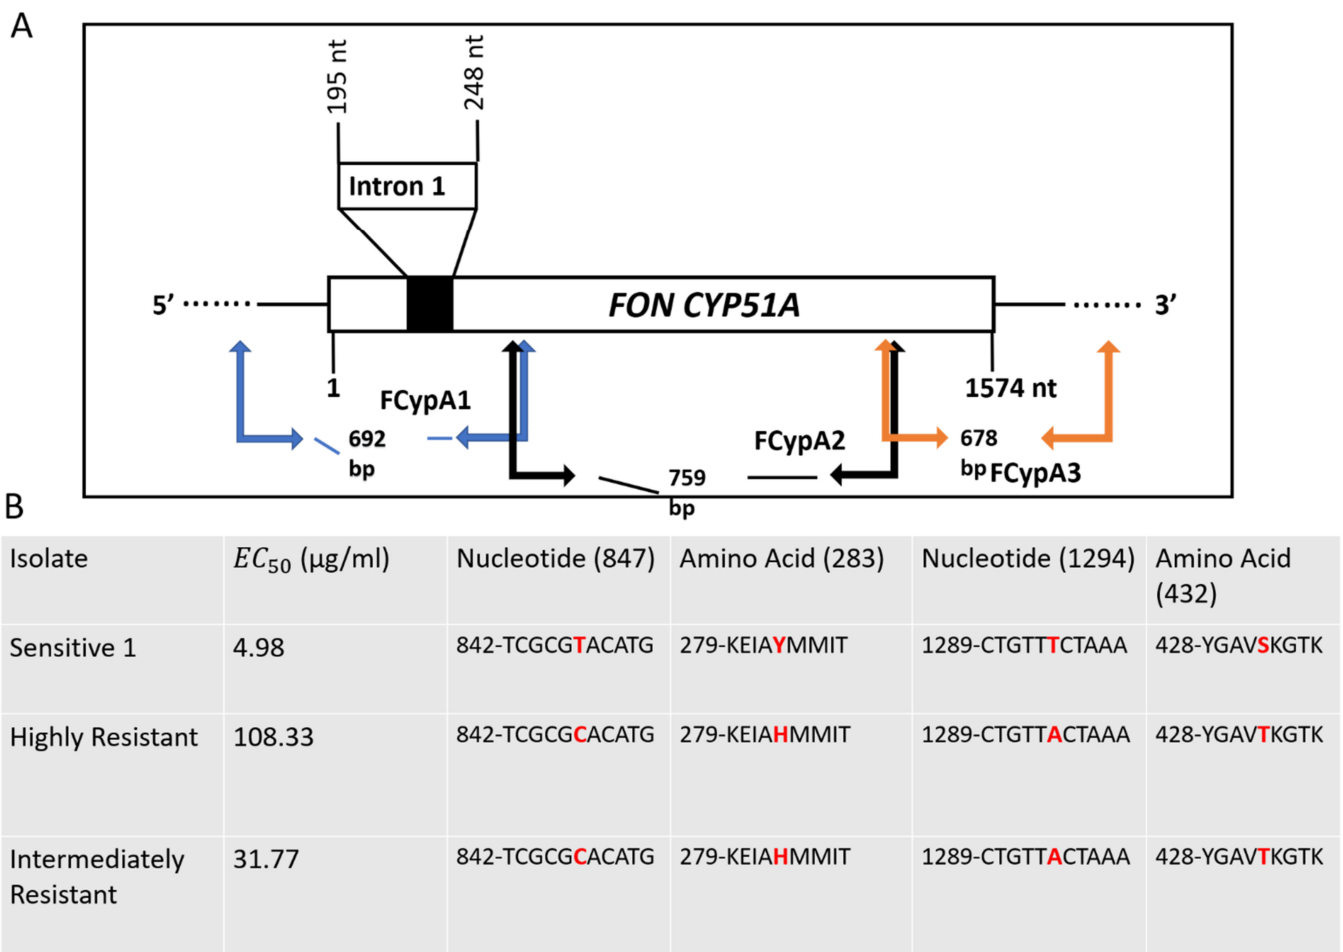 A
195 nt
248 nt
Intron 1
5’ ······· FON CYP51A ······· 3’
1
1574 nt
FCypA1
692
bp
FCypA2
678
bp FCypA3
759
bp
B
Isolate EC50 (µg/ml) Nucleotide (847) Amino Acid (283) Nucleotide (1294) Amino Acid
(432)
Sensitive 1 4.98 842-TCGCGTACATG 279-KEIAYMMIT 1289-CTGTTTCTAAA 428-YGAVSKGTK
Highly Resistant 108.33 842-TCGCGCACATG 279-KEIAHMMIT 1289-CTGTTACTAAA 428-YGAVTKGTK
Intermediately 31.77 842-TCGCGCACATG 279-KEIAHMMIT 1289-CTGTTACTAAA 428-YGAVTKGTK
Resistant